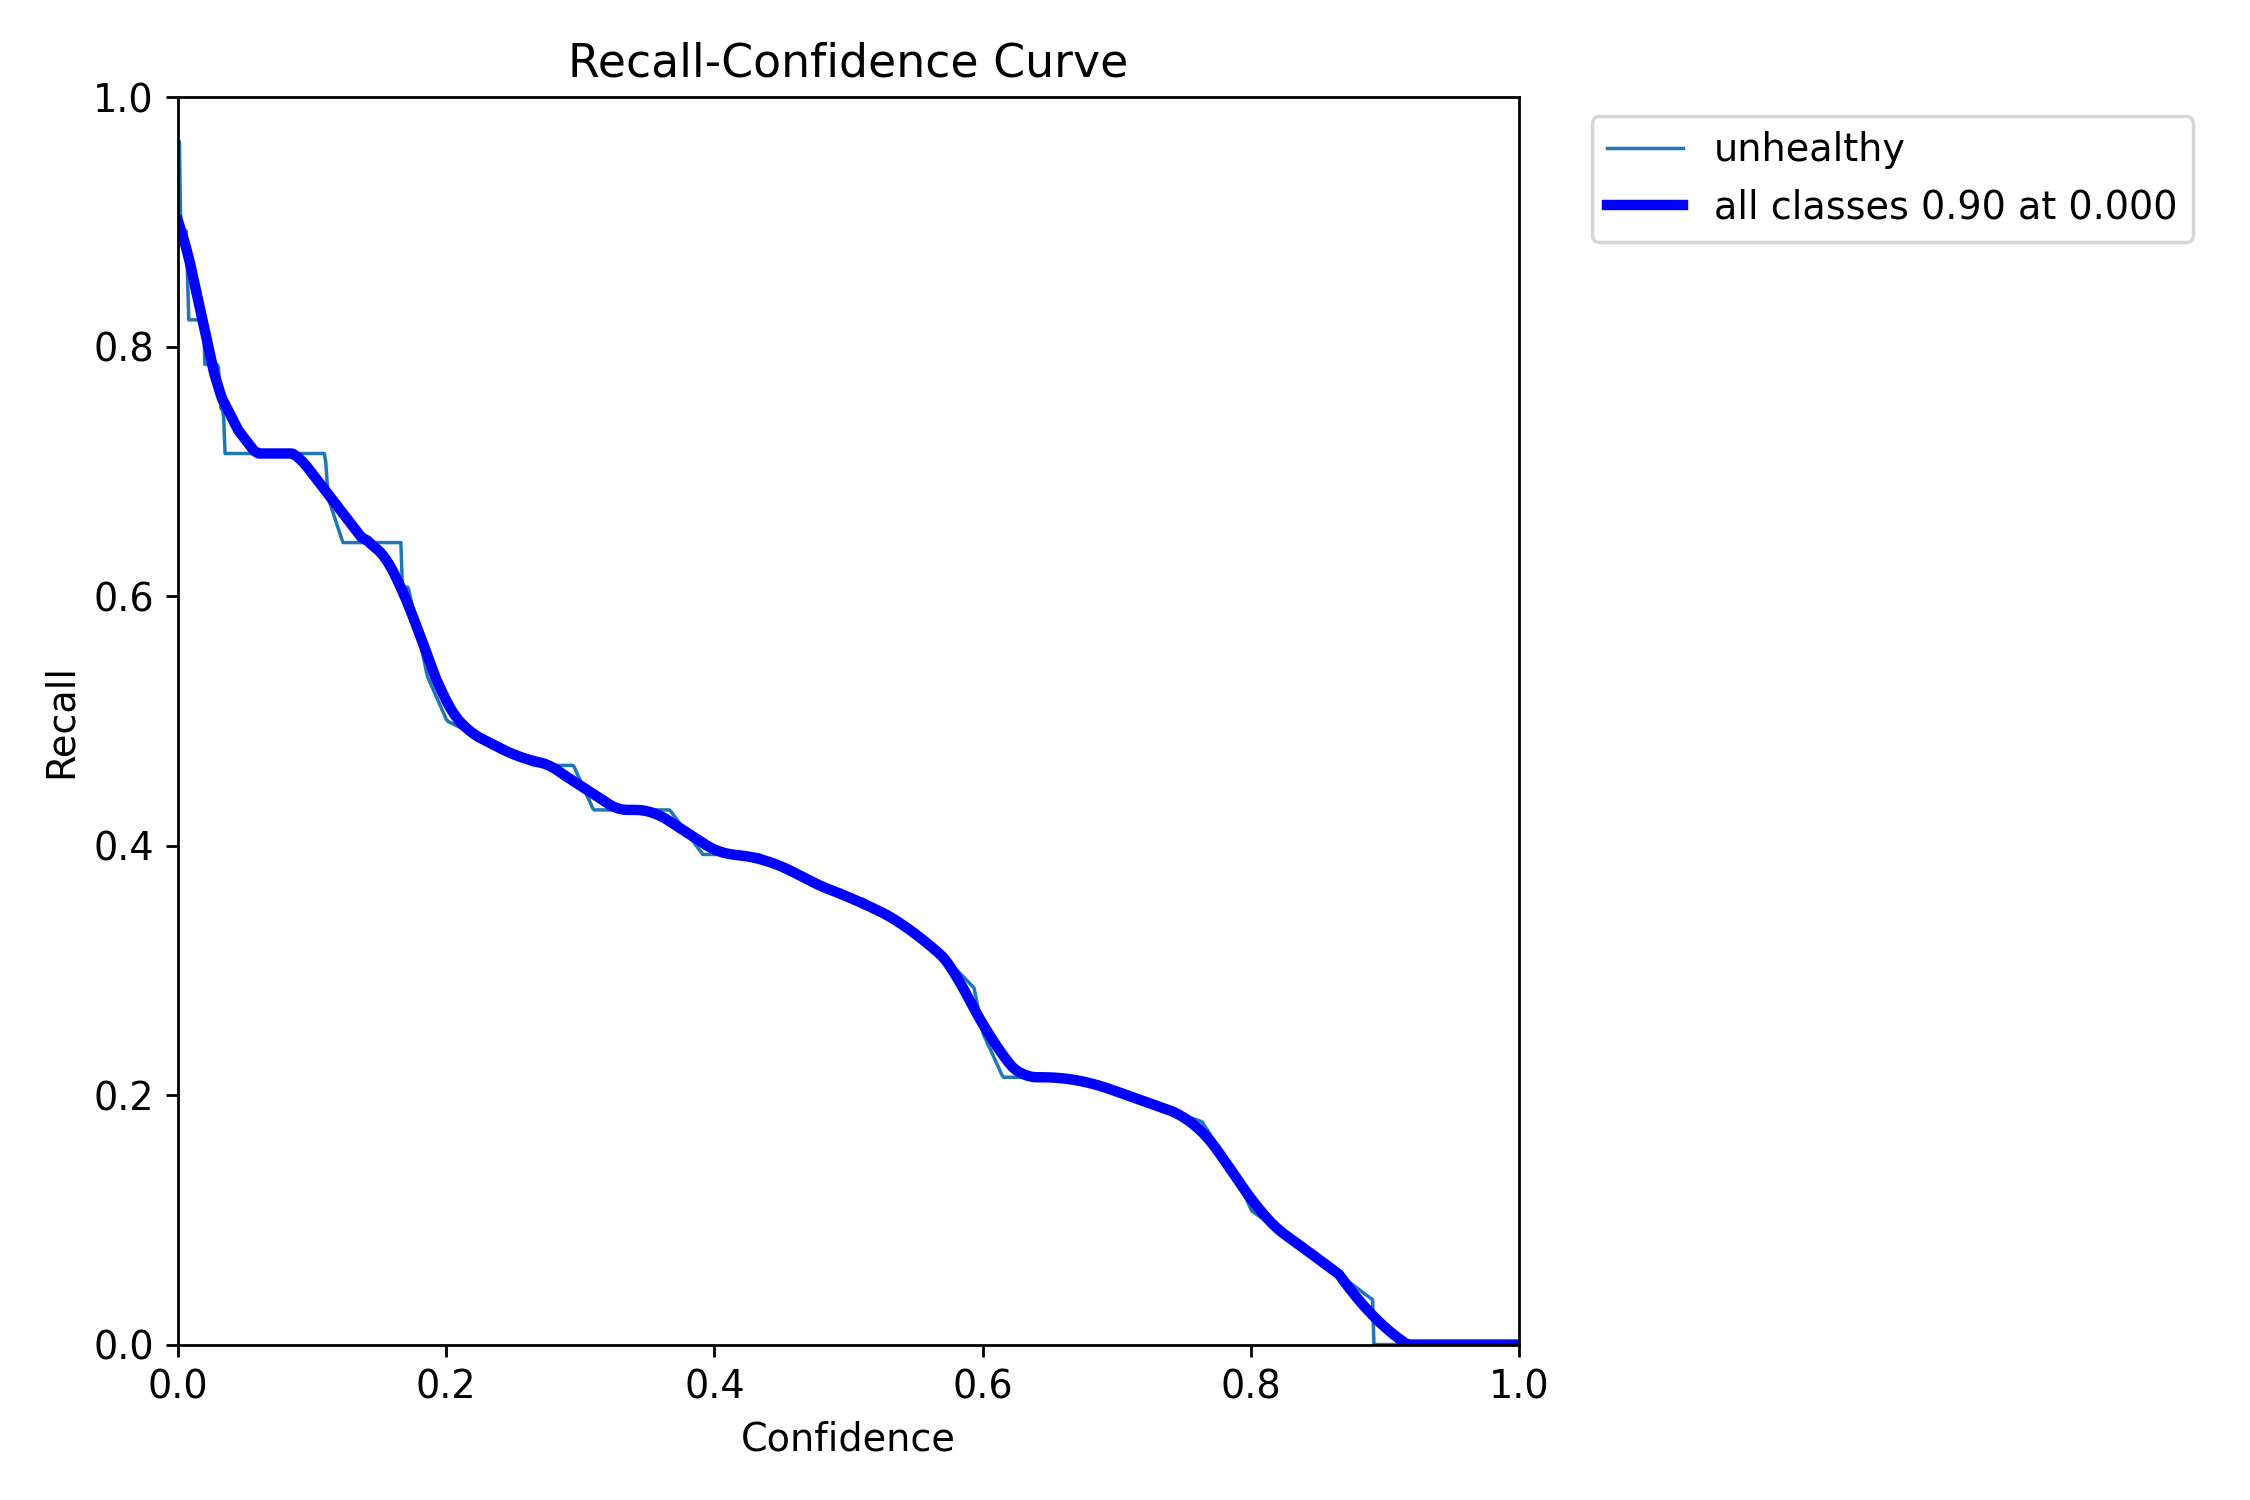 Recall-Confidence Curve
unhealthy
all classes 0.90 at 0.000
1.0
0.8
0.6
0.4
0.2
0.0
Recall
0.0 0.2 0.4 0.6 0.8 1.0
Confidence